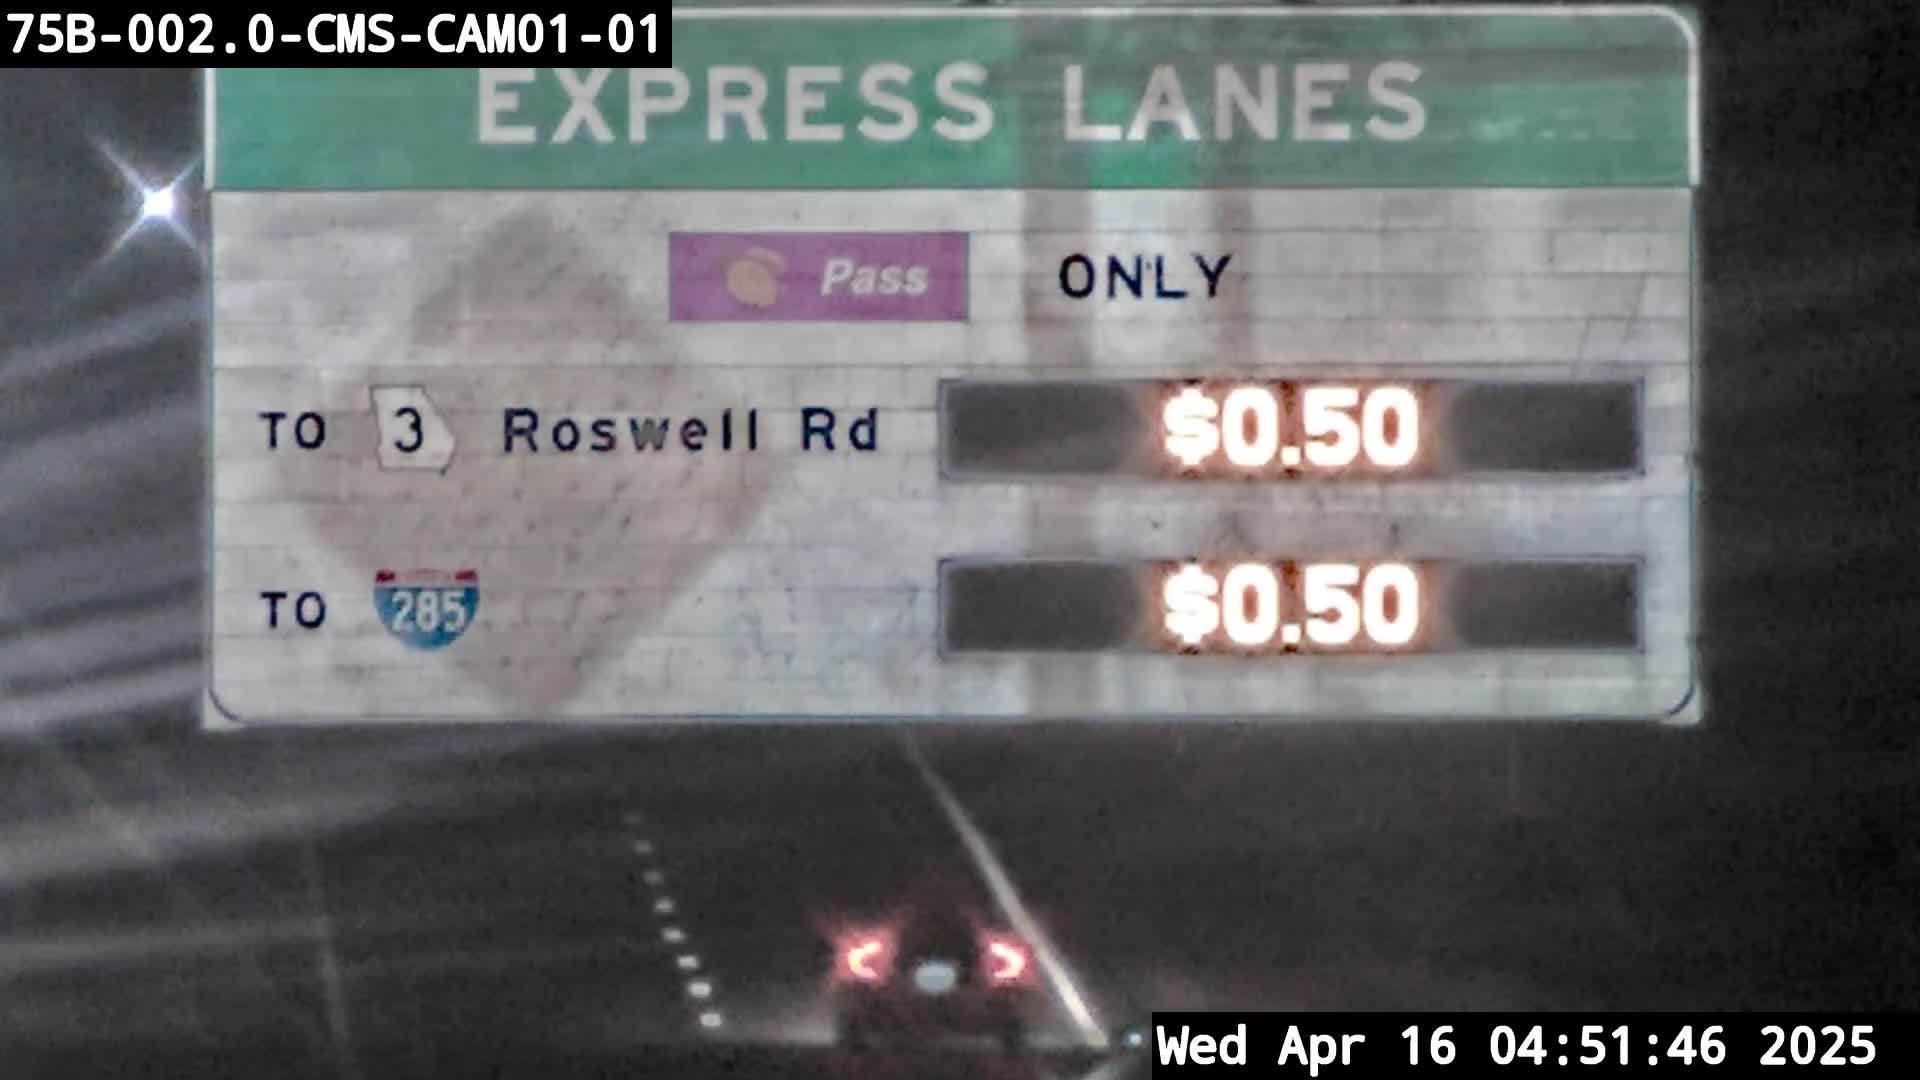 75B-002.0-CMS-CAM01-01
EXPRESS LANES
Pass ONLY
TO 3 Roswell Rd $0.50
TO 285 $0.50
Wed Apr 16 04:51:46 2025